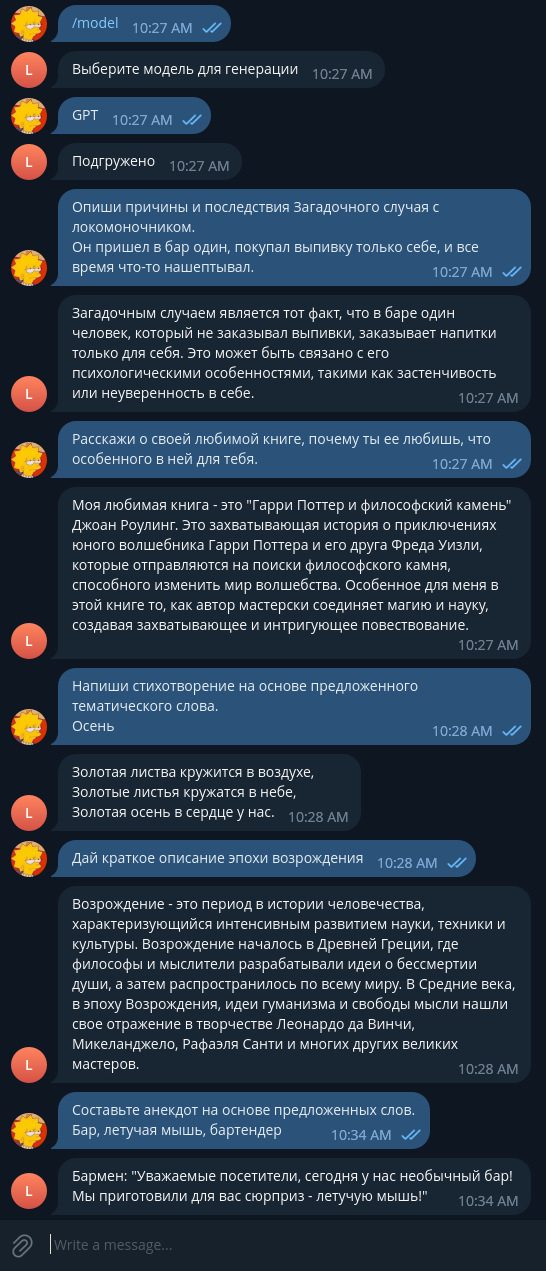 /model 10:27 AM
L
Выберите модель для генерации 10:27 AM
GPT 10:27 AM
L
Подгружено 10:27 AM
Опиши причины и последствия Загадочного случая с
локомоночником.
Он пришел в бар один, покупал выпивку только себе, и все
время что-то нашептывал. 10:27 AM
Загадочным случаем является тот факт, что в баре один
человек, который не заказывал выпивки, заказывает напитки
только для себя. Это может быть связано с его
психологическими особенностями, такими как застенчивость
или неуверенность в себе. 10:27 AM
L
Расскажи о своей любимой книге, почему ты ее любишь, что
особенного в ней для тебя. 10:27 AM
Моя любимая книга - это "Гарри Поттер и философский камень"
Джоан Роулинг. Это захватывающая история о приключениях
юного волшебника Гарри Поттера и его друга Фреда Уизли,
которые отправляются на поиски философского камня,
способного изменить мир волшебства. Особенное для меня в
этой книге то, как автор мастерски соединяет магию и науку,
создавая захватывающее и интригующее повествование.
10:27 AM
L
Напиши стихотворение на основе предложенного
тематического слова.
Осень 10:28 AM
Золотая листва кружится в воздухе,
Золотые листья кружатся в небе,
Золотая осень в сердце у нас. 10:28 AM
L
Дай краткое описание эпохи возрождения 10:28 AM
Возрождение - это период в истории человечества,
характеризующийся интенсивным развитием науки, техники и
культуры. Возрождение началось в Древней Греции, где
философы и мыслители разрабатывали идеи о бессмертии
души, а затем распространилось по всему миру. В Средние века,
в эпоху Возрождения, идеи гуманизма и свободы мысли нашли
свое отражение в творчестве Леонардо да Винчи,
Микеланджело, Рафаэля Санти и многих других великих
мастеров. 10:28 AM
L
Составьте анекдот на основе предложенных слов.
Бар, летучая мышь, бартендер 10:34 AM
Бармен: "Уважаемые посетители, сегодня у нас необычный бар!
Мы приготовили для вас сюрприз - летучую мышь!" 10:34 AM
L
Write a message...